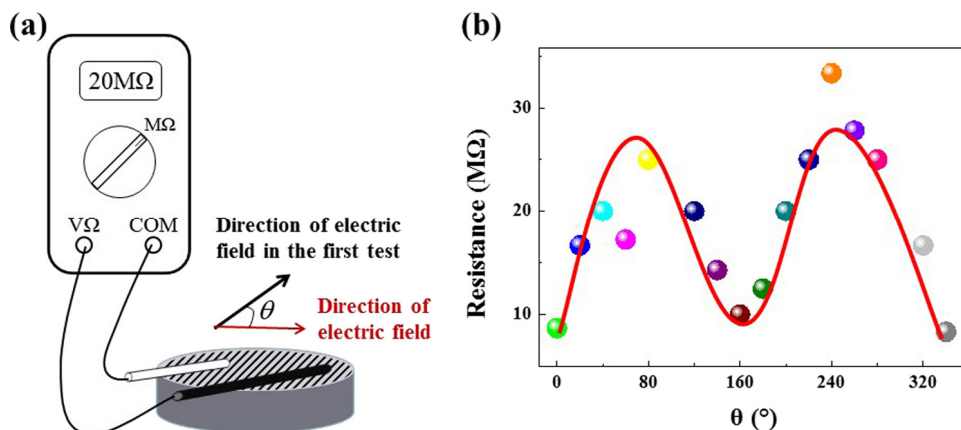 (a)
20MΩ
MΩ
VΩ COM
Direction of electric
field in the first test
θ
Direction of
electric field
(b)
Resistance (MΩ)
30
20
10
0 80 160 240 320
θ (°)